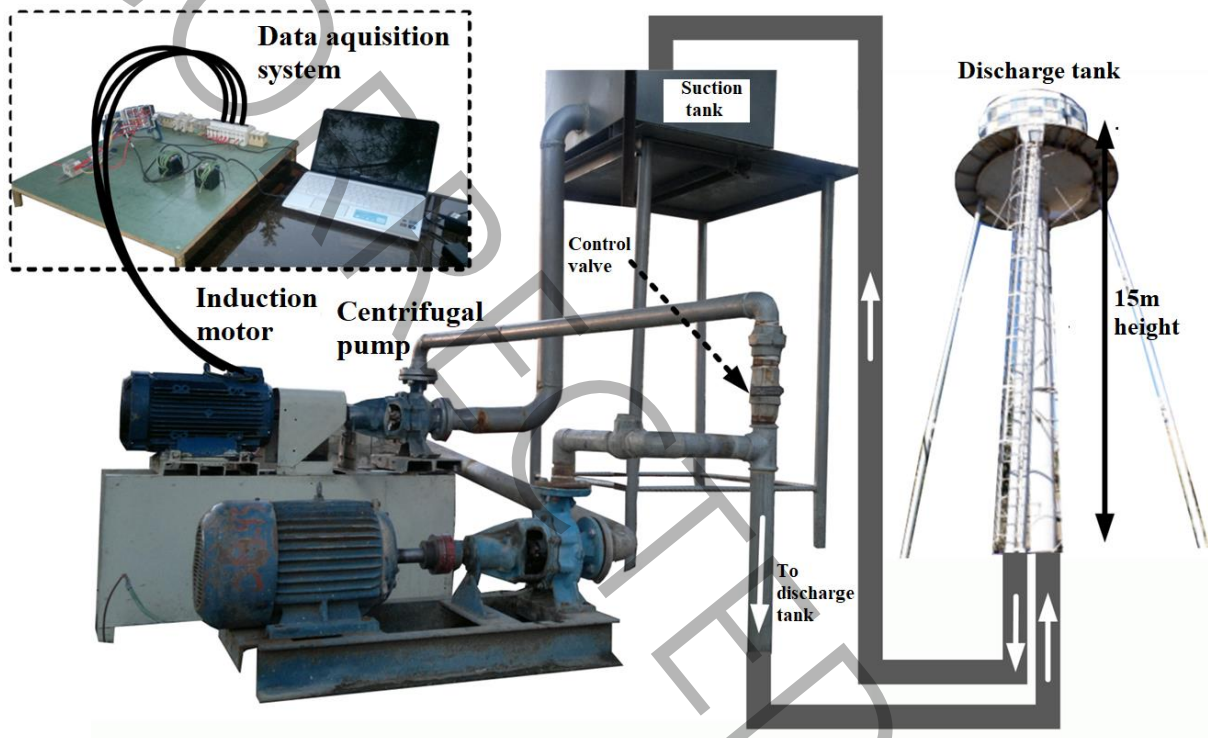 Data aquisition
system
Suction
tank
Discharge tank
Control
valve
Induction
motor
Centrifugal
pump
15m
height
To
discharge
tank